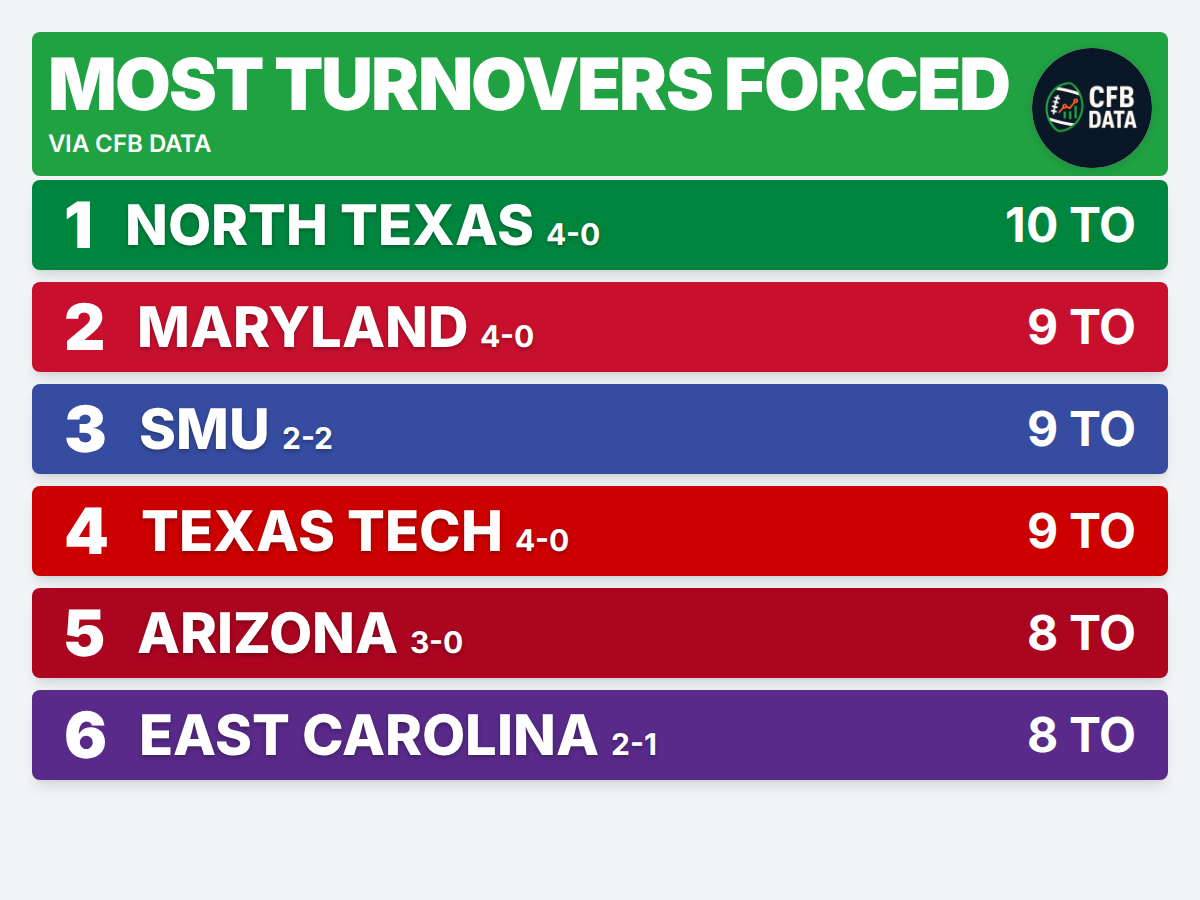 MOST TURNOVERS FORCED
VIA CFB DATA
CFB
DATA
1 NORTH TEXAS 4-0 10 TO
2 MARYLAND 4-0 9 TO
3 SMU 2-2 9 TO
4 TEXAS TECH 4-0 9 TO
5 ARIZONA 3-0 8 TO
6 EAST CAROLINA 2-1 8 TO